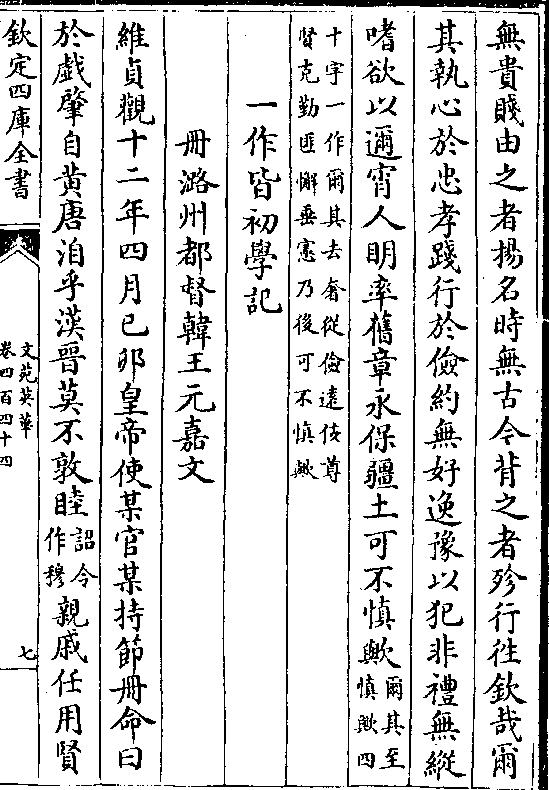 無貴賤由之者揚名時無古今背之者殄行徃欽哉爾
其執心於忠孝踐行於儉約無好逸豫以犯非禮無縱
嗜欲以邇宵人明率舊章永保疆土可不慎歟爾其至慎歟四
十字一作爾其去奢從儉遠佞尊
賢克勤匪懈垂憲乃後可不慎歟
一作皆初學記
冊潞州都督韓王元嘉文
維貞觀十二年四月已夘皇帝使某官某持節冊命曰
於戲肇自黄唐洎乎漢晉莫不敦睦詔令作穆親戚任用賢
欽定四庫全書
文苑英華
卷四百四十四
七